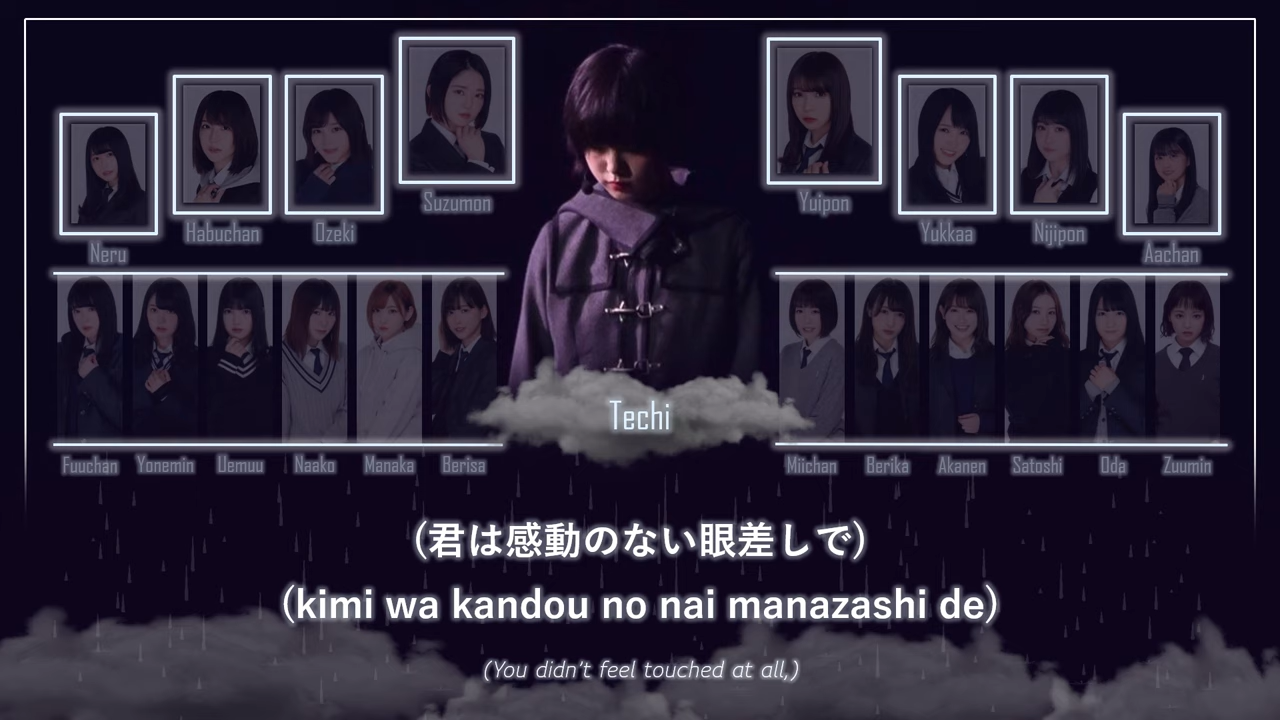 Suzumon
Yuipon
Habuchan
Ozeki
Yukkaa
Nijipon
Neru
Aachan
Techi
Fuuchan Yonemin Uemuu Naako Manaka Berisa
Miichan Berika Akanen Satoshi Oda Zuumin
(君は感動のない眼差しで)
(kimi wa kandou no nai manazashi de)
(You didn't feel touched at all,)